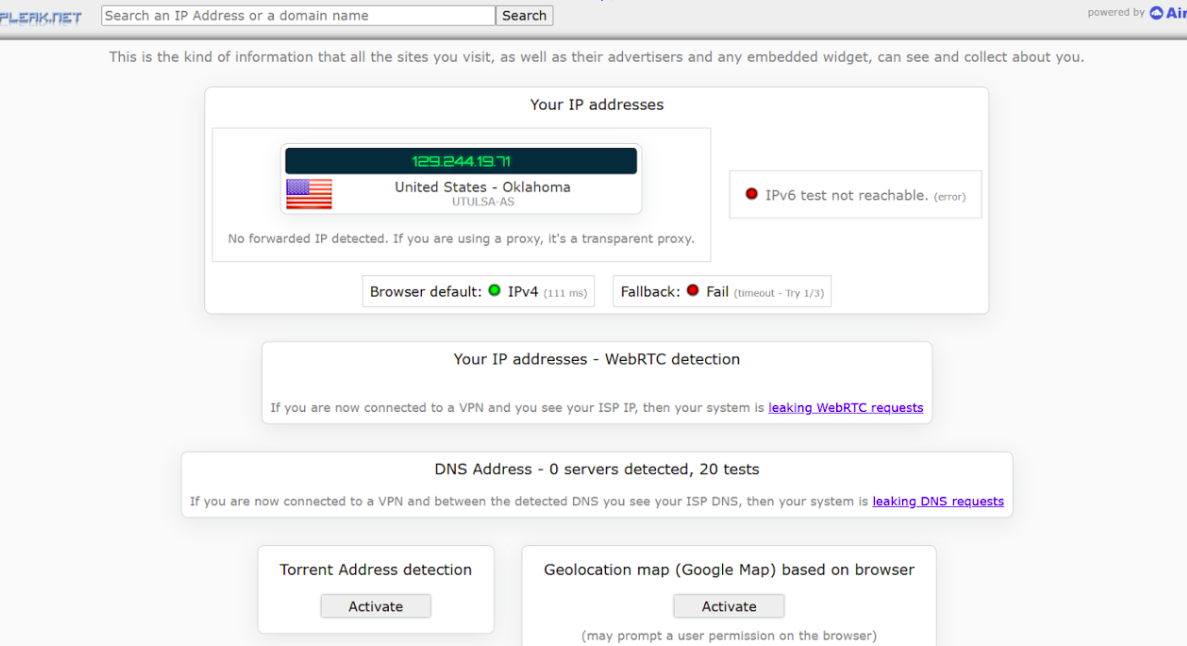 PLEAK.NET
Search an IP Address or a domain name
Search
powered by Air
This is the kind of information that all the sites you visit, as well as their advertisers and any embedded widget, can see and collect about you.
Your IP addresses
129.244.19.71
United States - Oklahoma
UTULSA-AS
No forwarded IP detected. If you are using a proxy, it's a transparent proxy.
IPv6 test not reachable. (error)
Browser default: IPv4 (111 ms)
Fallback: Fail (timeout - Try 1/3)
Your IP addresses - WebRTC detection
If you are now connected to a VPN and you see your ISP IP, then your system is leaking WebRTC requests
DNS Address - 0 servers detected, 20 tests
If you are now connected to a VPN and between the detected DNS you see your ISP DNS, then your system is leaking DNS requests
Torrent Address detection
Activate
Geolocation map (Google Map) based on browser
Activate
(may prompt a user permission on the browser)